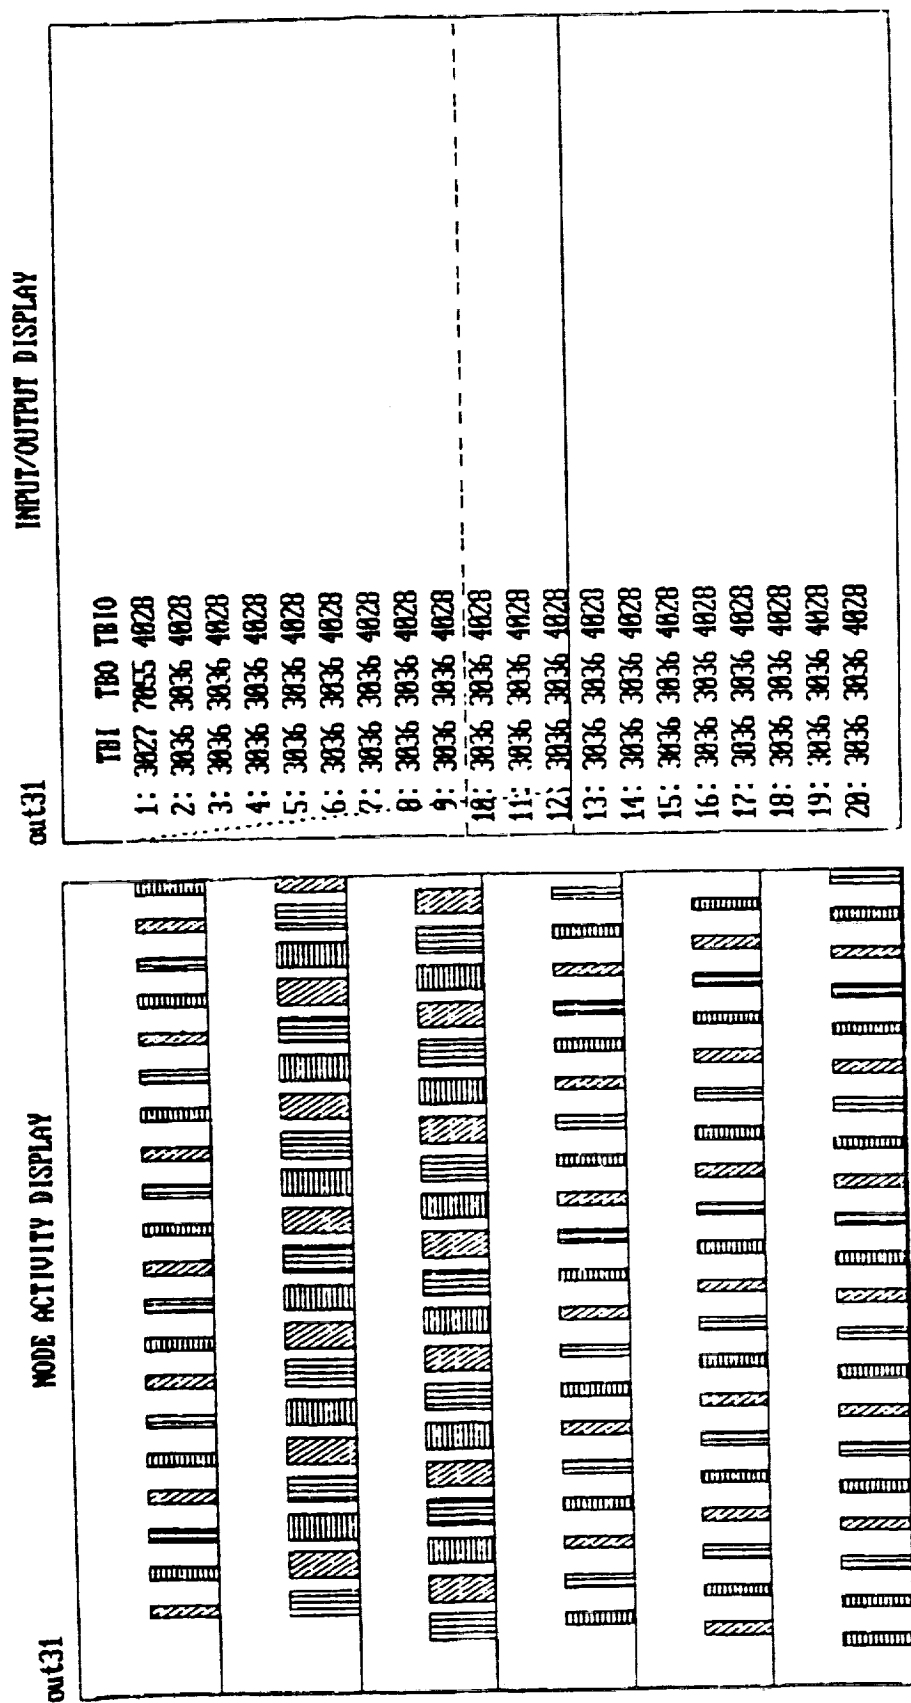 out31
NODE ACTIVITY DISPLAY
out31
INPUT/OUTPUT DISPLAY
TBI TBO TBIO
1: 3027 7055 4028
2: 3036 3036 4028
3: 3036 3036 4028
4: 3036 3036 4028
5: 3036 3036 4028
6: 3036 3036 4028
7: 3036 3036 4028
8: 3036 3036 4028
9: 3036 3036 4028
10: 3036 3036 4028
11: 3036 3036 4028
12: 3036 3036 4028
13: 3036 3036 4028
14: 3036 3036 4028
15: 3036 3036 4028
16: 3036 3036 4028
17: 3036 3036 4028
18: 3036 3036 4028
19: 3036 3036 4028
20: 3036 3036 4028